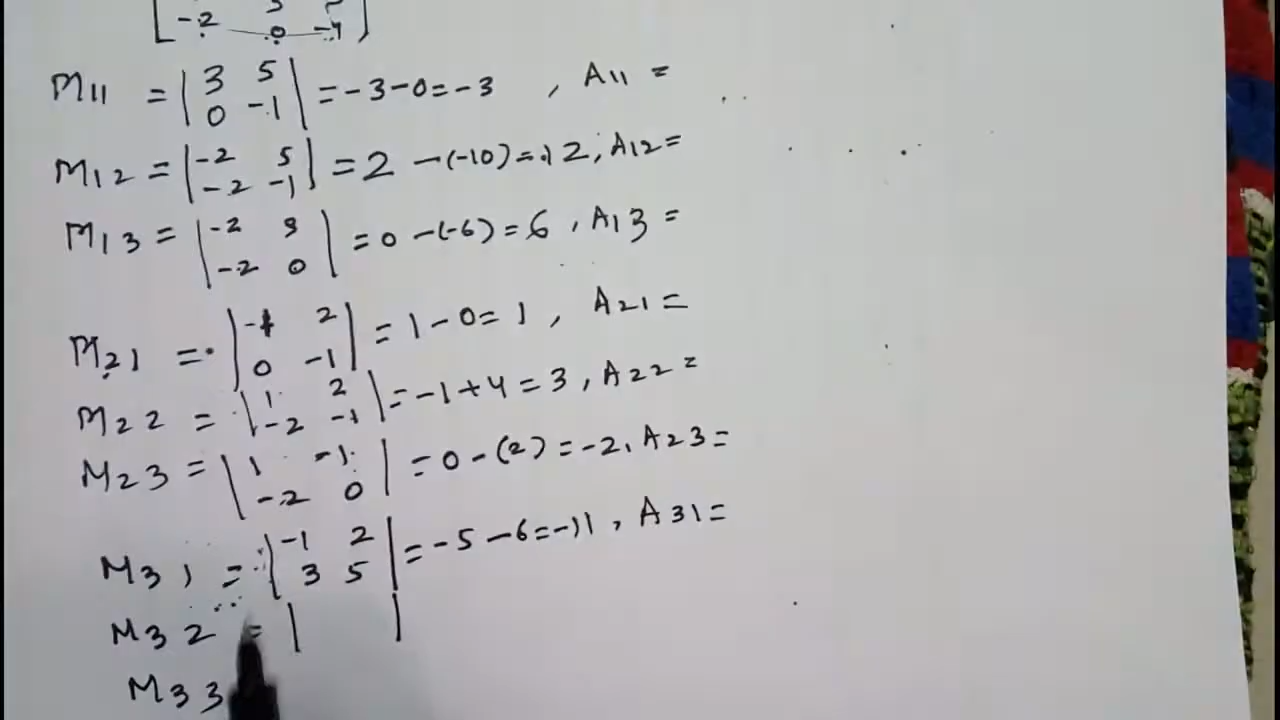 -2 0 -1
M11 = | 3 5 | = -3-0=-3 , A11 =
| 0 -1 |
M12 = | -2 5 | = 2 -(-10)=12, A12=
| -2 -1 |
M13 = | -2 3 | = 0 -(-6)=6 , A13 =
| -2 0 |
M21 = | -1 2 | = 1-0= 1 , A21 =
| 0 -1 |
M22 = | 1 2 | = -1+4=3, A22 =
| -2 -1 |
M23 = | 1 -1 | = 0-(2)=-2, A23=
| -2 0 |
M31 = | -1 2 | = -5-6=-11, A31=
| 3 5 |
M32 = | |
M33